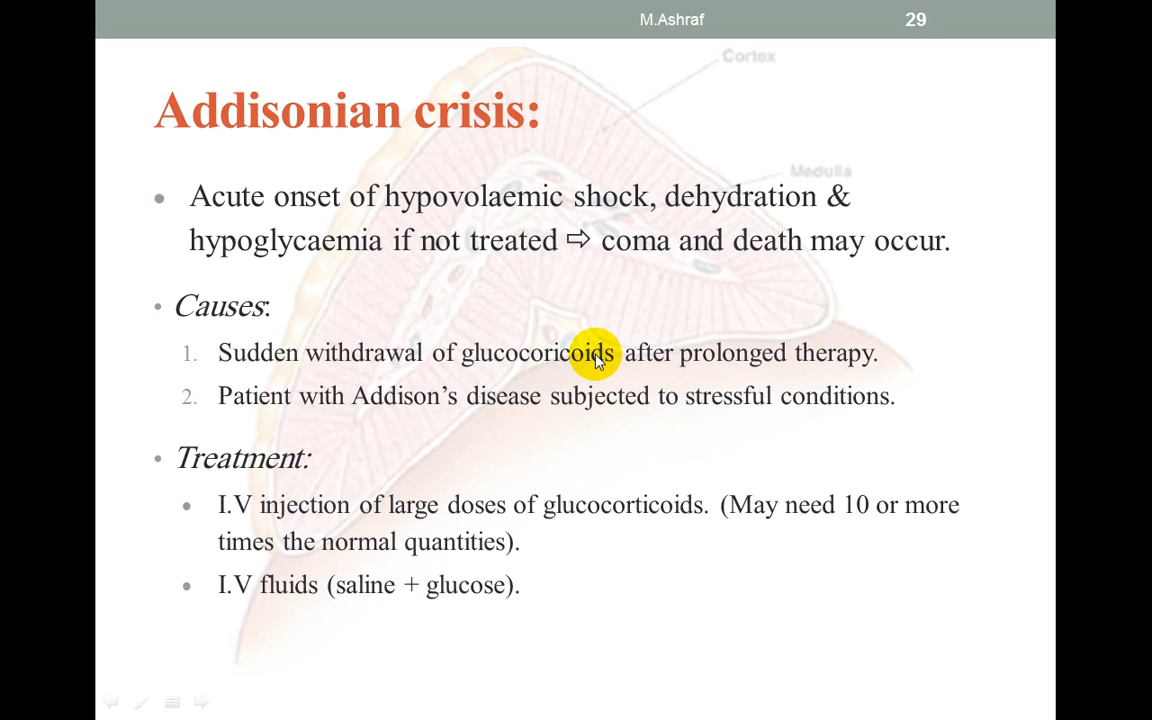 M.Ashraf 29
Cortex
Addisonian crisis:
Medulla
• Acute onset of hypovolaemic shock, dehydration &
hypoglycaemia if not treated ⇨ coma and death may occur.
• Causes:
1. Sudden withdrawal of glucocoricoids after prolonged therapy.
2. Patient with Addison’s disease subjected to stressful conditions.
• Treatment:
• I.V injection of large doses of glucocorticoids. (May need 10 or more
times the normal quantities).
• I.V fluids (saline + glucose).